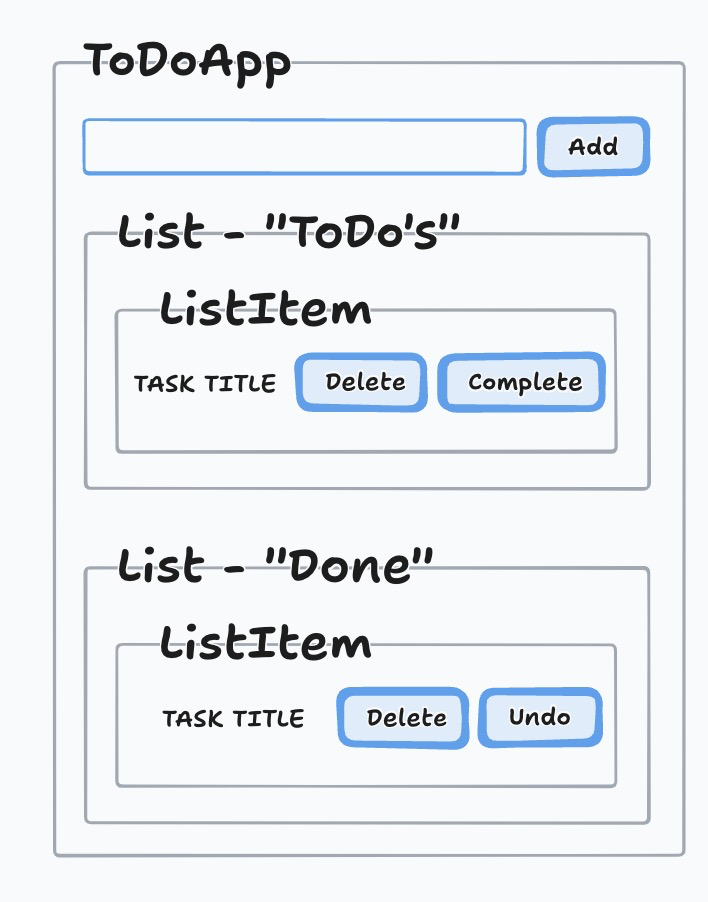 ToDoApp
Add
List - "ToDo's"
ListItem
TASK TITLE Delete Complete
List - "Done"
ListItem
TASK TITLE Delete Undo